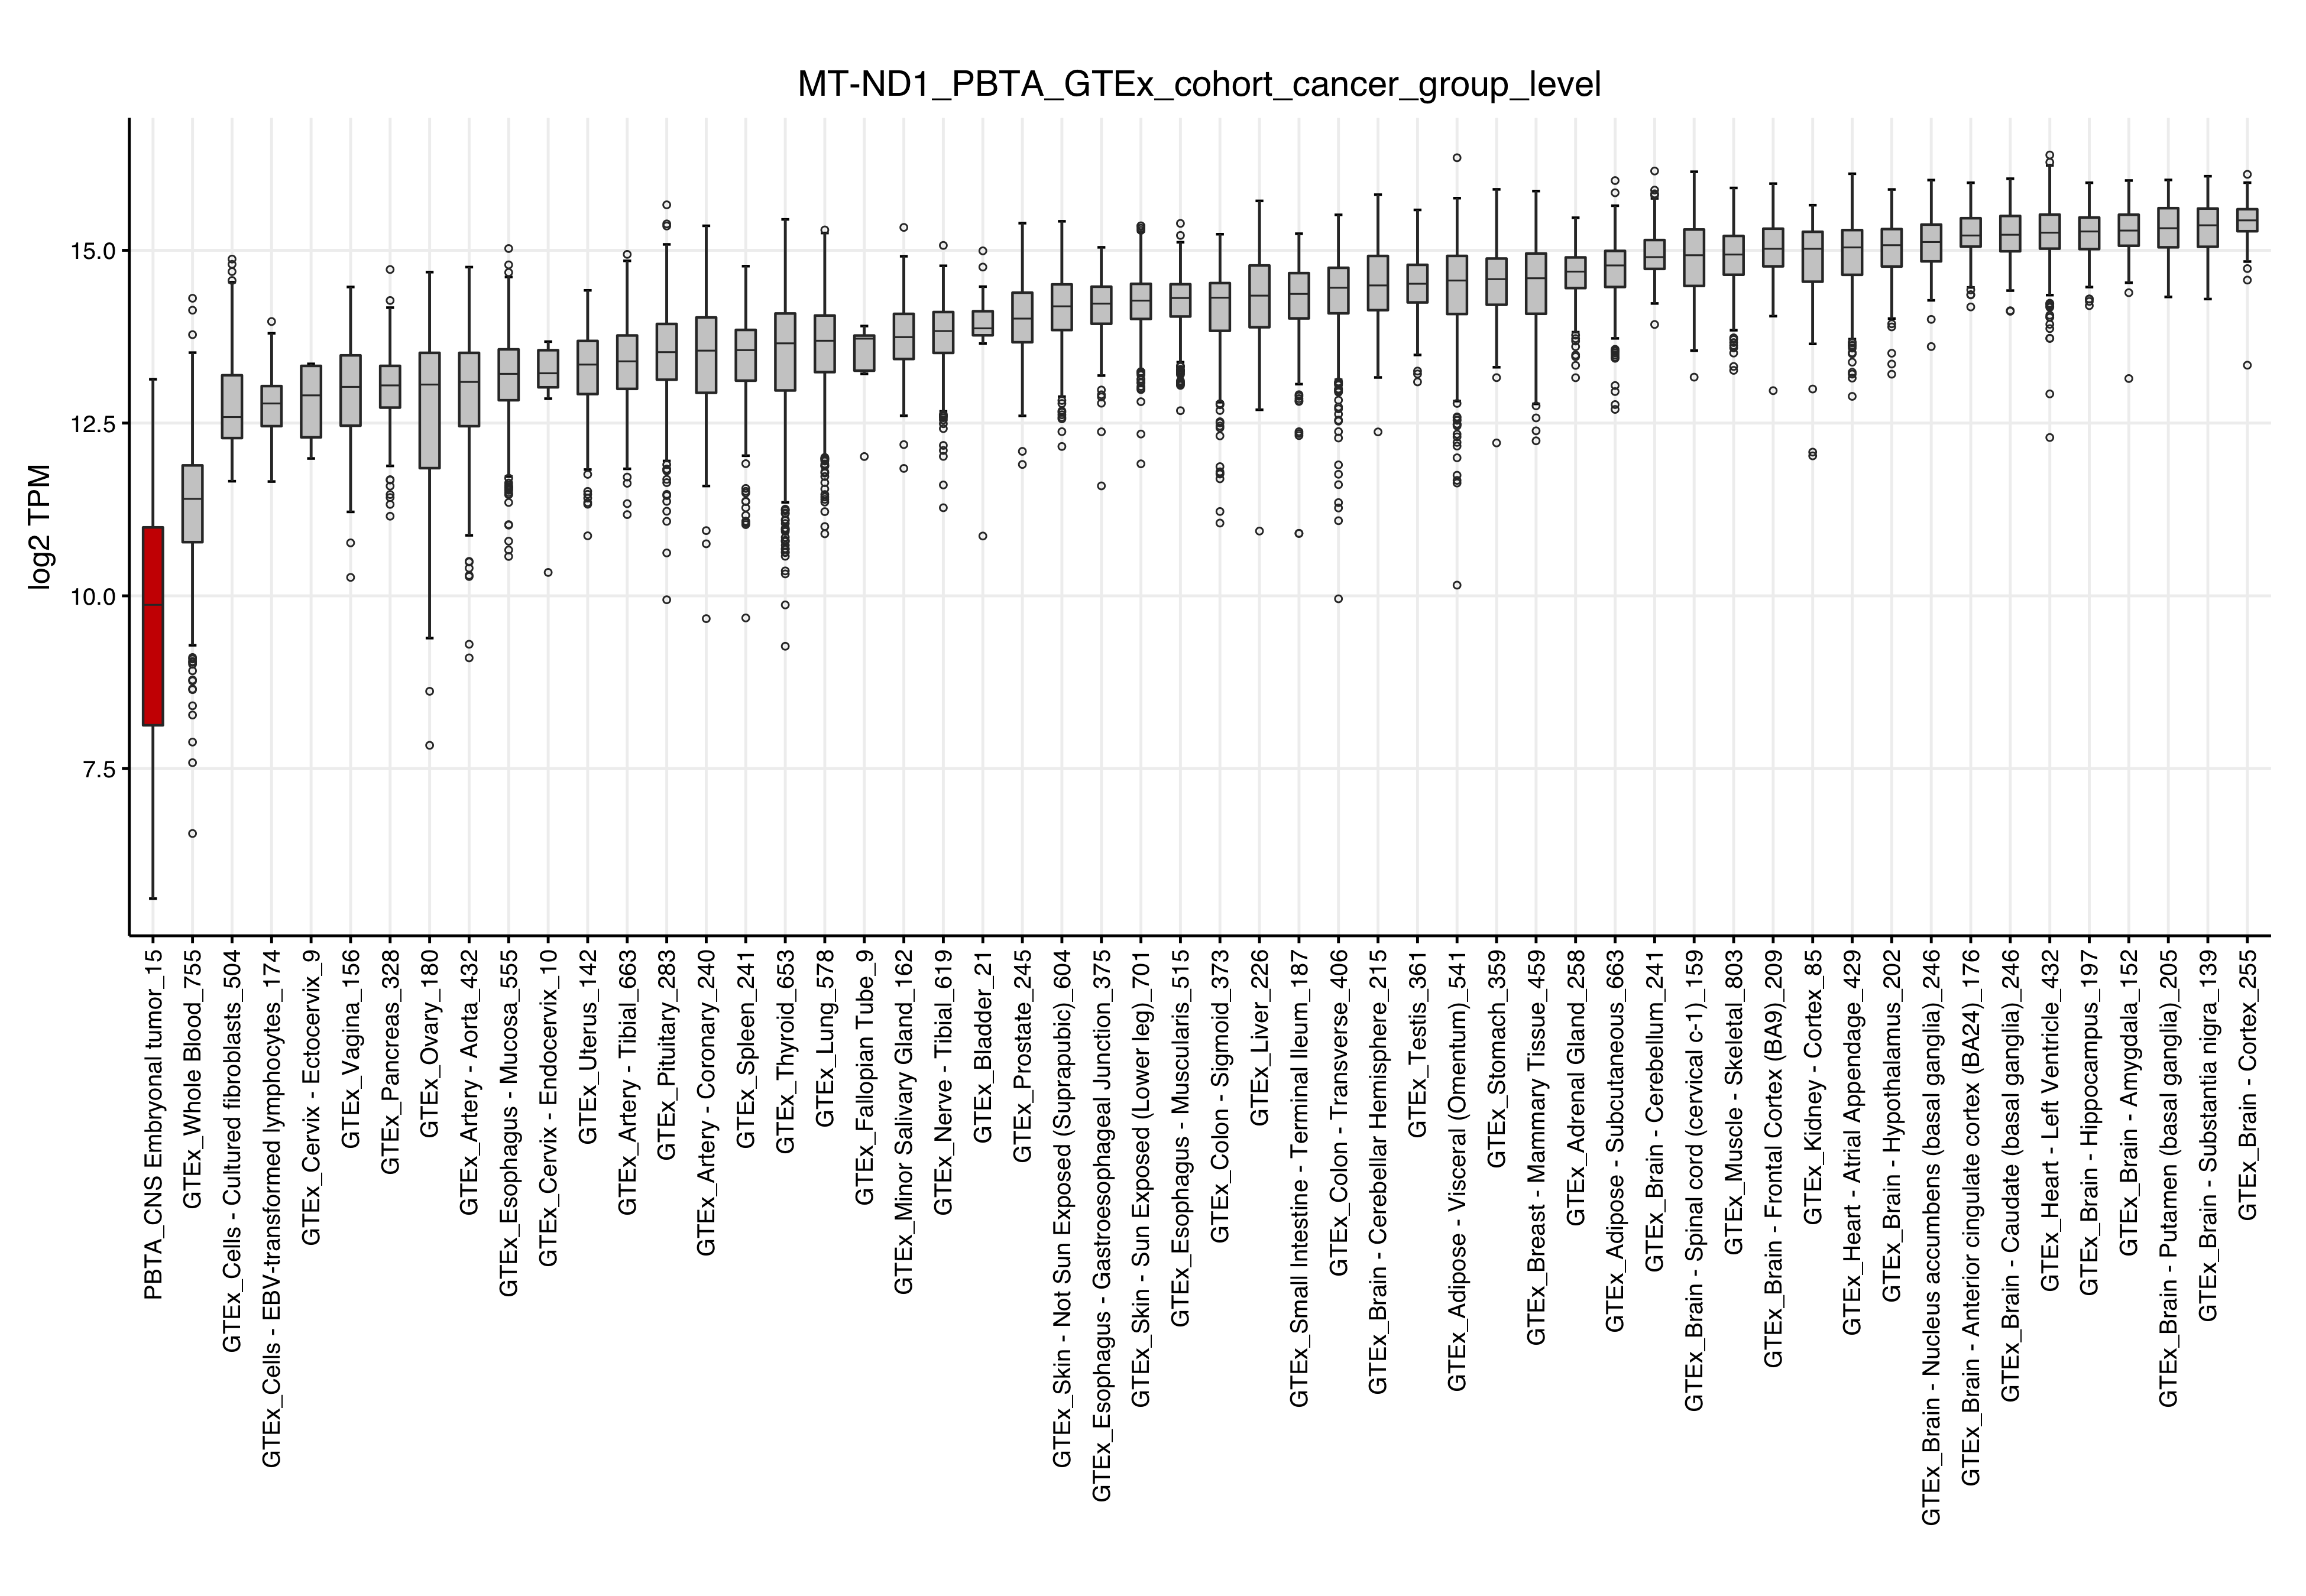 MT-ND1_PBTA_GTEx_cohort_cancer_group_level
log2 TPM
15.0
12.5
10.0
7.5
PBTA_CNS Embryonal tumor_15
GTEx_Whole Blood_755
GTEx_Cells - Cultured fibroblasts_504
GTEx_Cells - EBV-transformed lymphocytes_174
GTEx_Cervix - Ectocervix_9
GTEx_Vagina_156
GTEx_Pancreas_328
GTEx_Ovary_180
GTEx_Artery - Aorta_432
GTEx_Esophagus - Mucosa_555
GTEx_Cervix - Endocervix_10
GTEx_Uterus_142
GTEx_Artery - Tibial_663
GTEx_Pituitary_283
GTEx_Artery - Coronary_240
GTEx_Spleen_241
GTEx_Thyroid_653
GTEx_Lung_578
GTEx_Fallopian Tube_9
GTEx_Minor Salivary Gland_162
GTEx_Nerve - Tibial_619
GTEx_Bladder_21
GTEx_Prostate_245
GTEx_Skin - Not Sun Exposed (Suprapubic)_604
GTEx_Esophagus - Gastroesophageal Junction_375
GTEx_Skin - Sun Exposed (Lower leg)_701
GTEx_Esophagus - Muscularis_515
GTEx_Colon - Sigmoid_373
GTEx_Liver_226
GTEx_Small Intestine - Terminal Ileum_187
GTEx_Colon - Transverse_406
GTEx_Brain - Cerebellar Hemisphere_215
GTEx_Testis_361
GTEx_Adipose - Visceral (Omentum)_541
GTEx_Stomach_359
GTEx_Breast - Mammary Tissue_459
GTEx_Adrenal Gland_258
GTEx_Adipose - Subcutaneous_663
GTEx_Brain - Cerebellum_241
GTEx_Brain - Spinal cord (cervical c-1)_159
GTEx_Muscle - Skeletal_803
GTEx_Brain - Frontal Cortex (BA9)_209
GTEx_Kidney - Cortex_85
GTEx_Heart - Atrial Appendage_429
GTEx_Brain - Hypothalamus_202
GTEx_Brain - Nucleus accumbens (basal ganglia)_246
GTEx_Brain - Anterior cingulate cortex (BA24)_176
GTEx_Brain - Caudate (basal ganglia)_246
GTEx_Heart - Left Ventricle_432
GTEx_Brain - Hippocampus_197
GTEx_Brain - Amygdala_152
GTEx_Brain - Putamen (basal ganglia)_205
GTEx_Brain - Substantia nigra_139
GTEx_Brain - Cortex_255